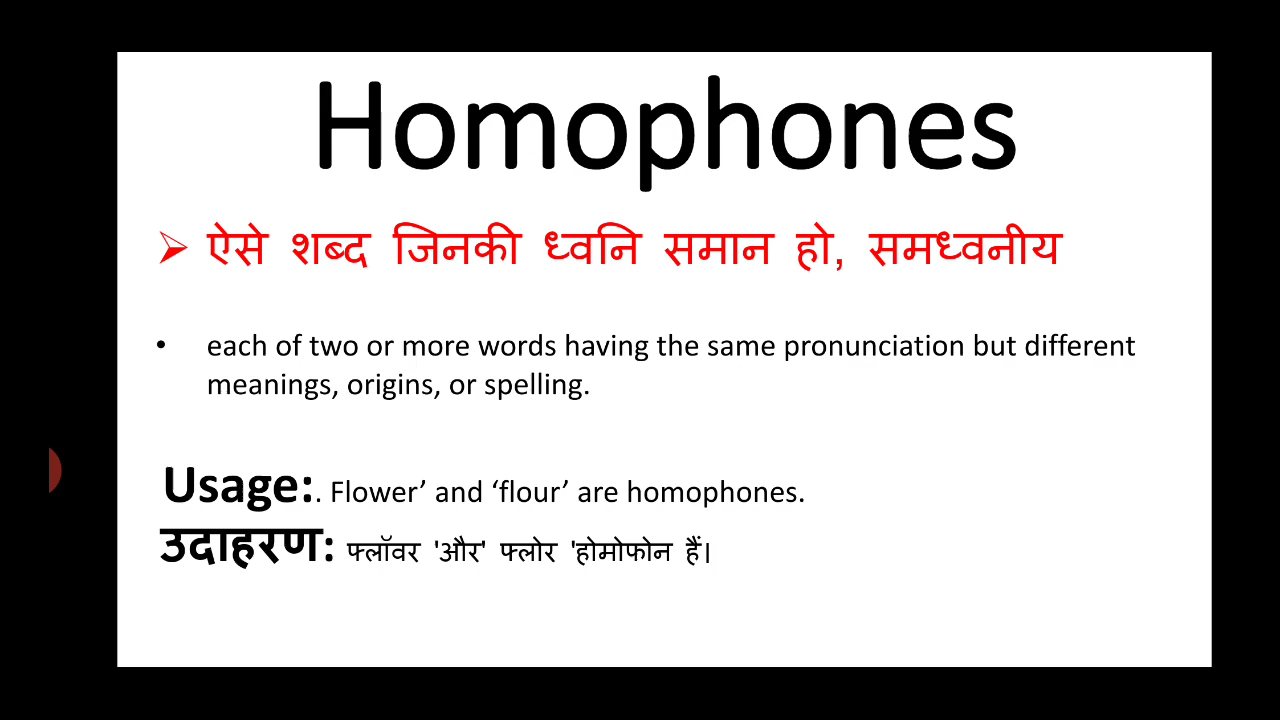 Homophones
➢ ऐसे शब्द जिनकी ध्वनि समान हो, समध्वनीय
• each of two or more words having the same pronunciation but different
meanings, origins, or spelling.
Usage:. Flower’ and ‘flour’ are homophones.
उदाहरण: फ्लॉवर 'और' फ्लोर 'होमोफोन हैं।